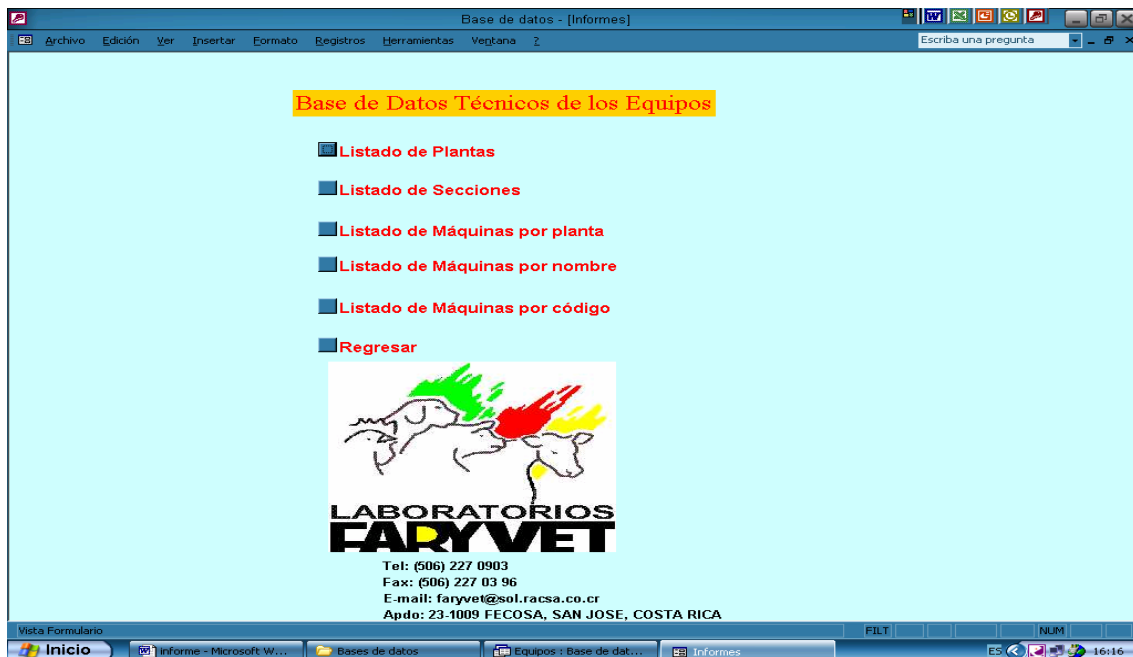 Base de datos - [Informes]
Archivo Edición Ver Insertar Formato Registros Herramientas Ventana ? Escriba una pregunta
Base de Datos Técnicos de los Equipos
Listado de Plantas
Listado de Secciones
Listado de Máquinas por planta
Listado de Máquinas por nombre
Listado de Máquinas por código
Regresar
LABORATORIOS
FARYVET
Tel: (506) 227 0903
Fax: (506) 227 03 96
E-mail: faryvet@sol.racsa.co.cr
Apdo: 23-1009 FECOSA, SAN JOSE, COSTA RICA
Vista Formulario FILT NUM
Inicio informe - Microsoft W... Bases de datos Equipos : Base de dat... Informes ES 16:16